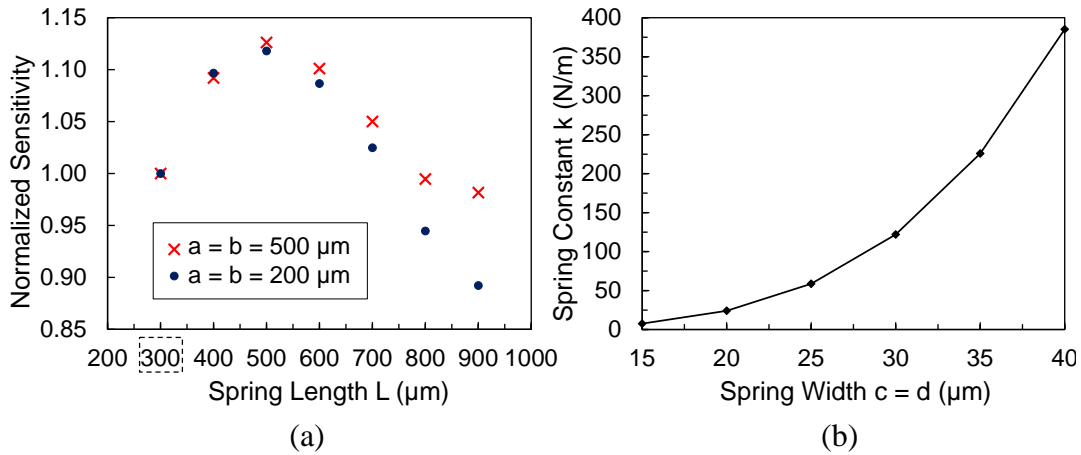 1.15
1.10
1.05
1.00
0.95
0.90
0.85
Normalized Sensitivity
a = b = 500 µm
a = b = 200 µm
200 300 400 500 600 700 800 900 1000
Spring Length L (µm)
(a)
400
350
300
250
200
150
100
50
0
Spring Constant k (N/m)
15 20 25 30 35 40
Spring Width c = d (µm)
(b)